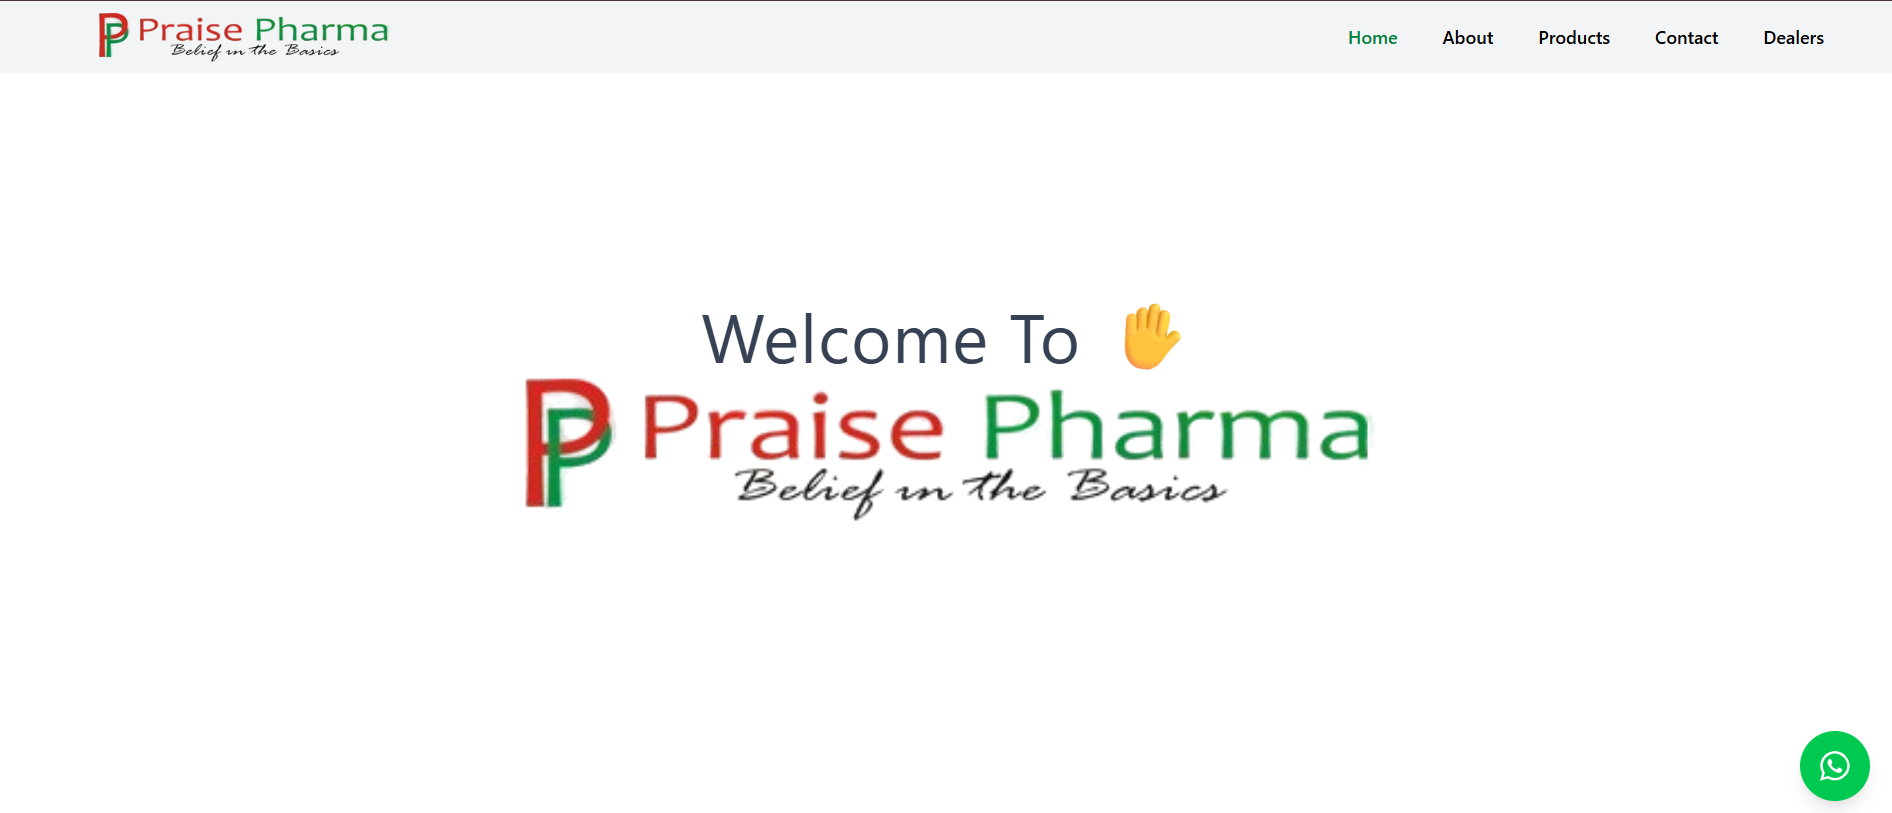 Praise Pharma
Belief in the Basics
Home About Products Contact Dealers
Welcome To
Praise Pharma
Belief in the Basics